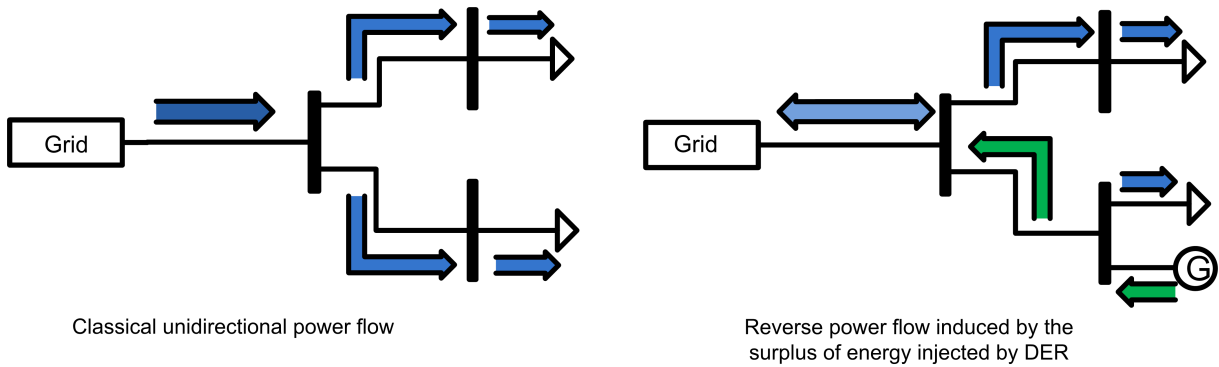 Grid
Classical unidirectional power flow
Grid
G
Reverse power flow induced by the
surplus of energy injected by DER